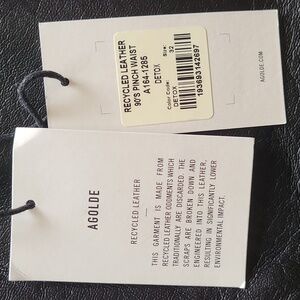 RECYCLED LEATHER
90'S PINCH WAIST
A164-1285
DETOX
Size:
32
Color Code:
DETOX
193693142697
AGOLDE.COM
AGOLDE
RECYCLED LEATHER
THIS GARMENT IS MADE FROM
RECYCLED LEATHER GODMENTS WHICH
TRADITIONALLY ARE DISCARDED. THE
SCRAPS ARE BROKEN DOWN AND
ENGINEERED INTO THIS LEATHER,
RESULTING IN SIGNIFICANTLY LOWER
ENVIRONMENTAL IMPACT.